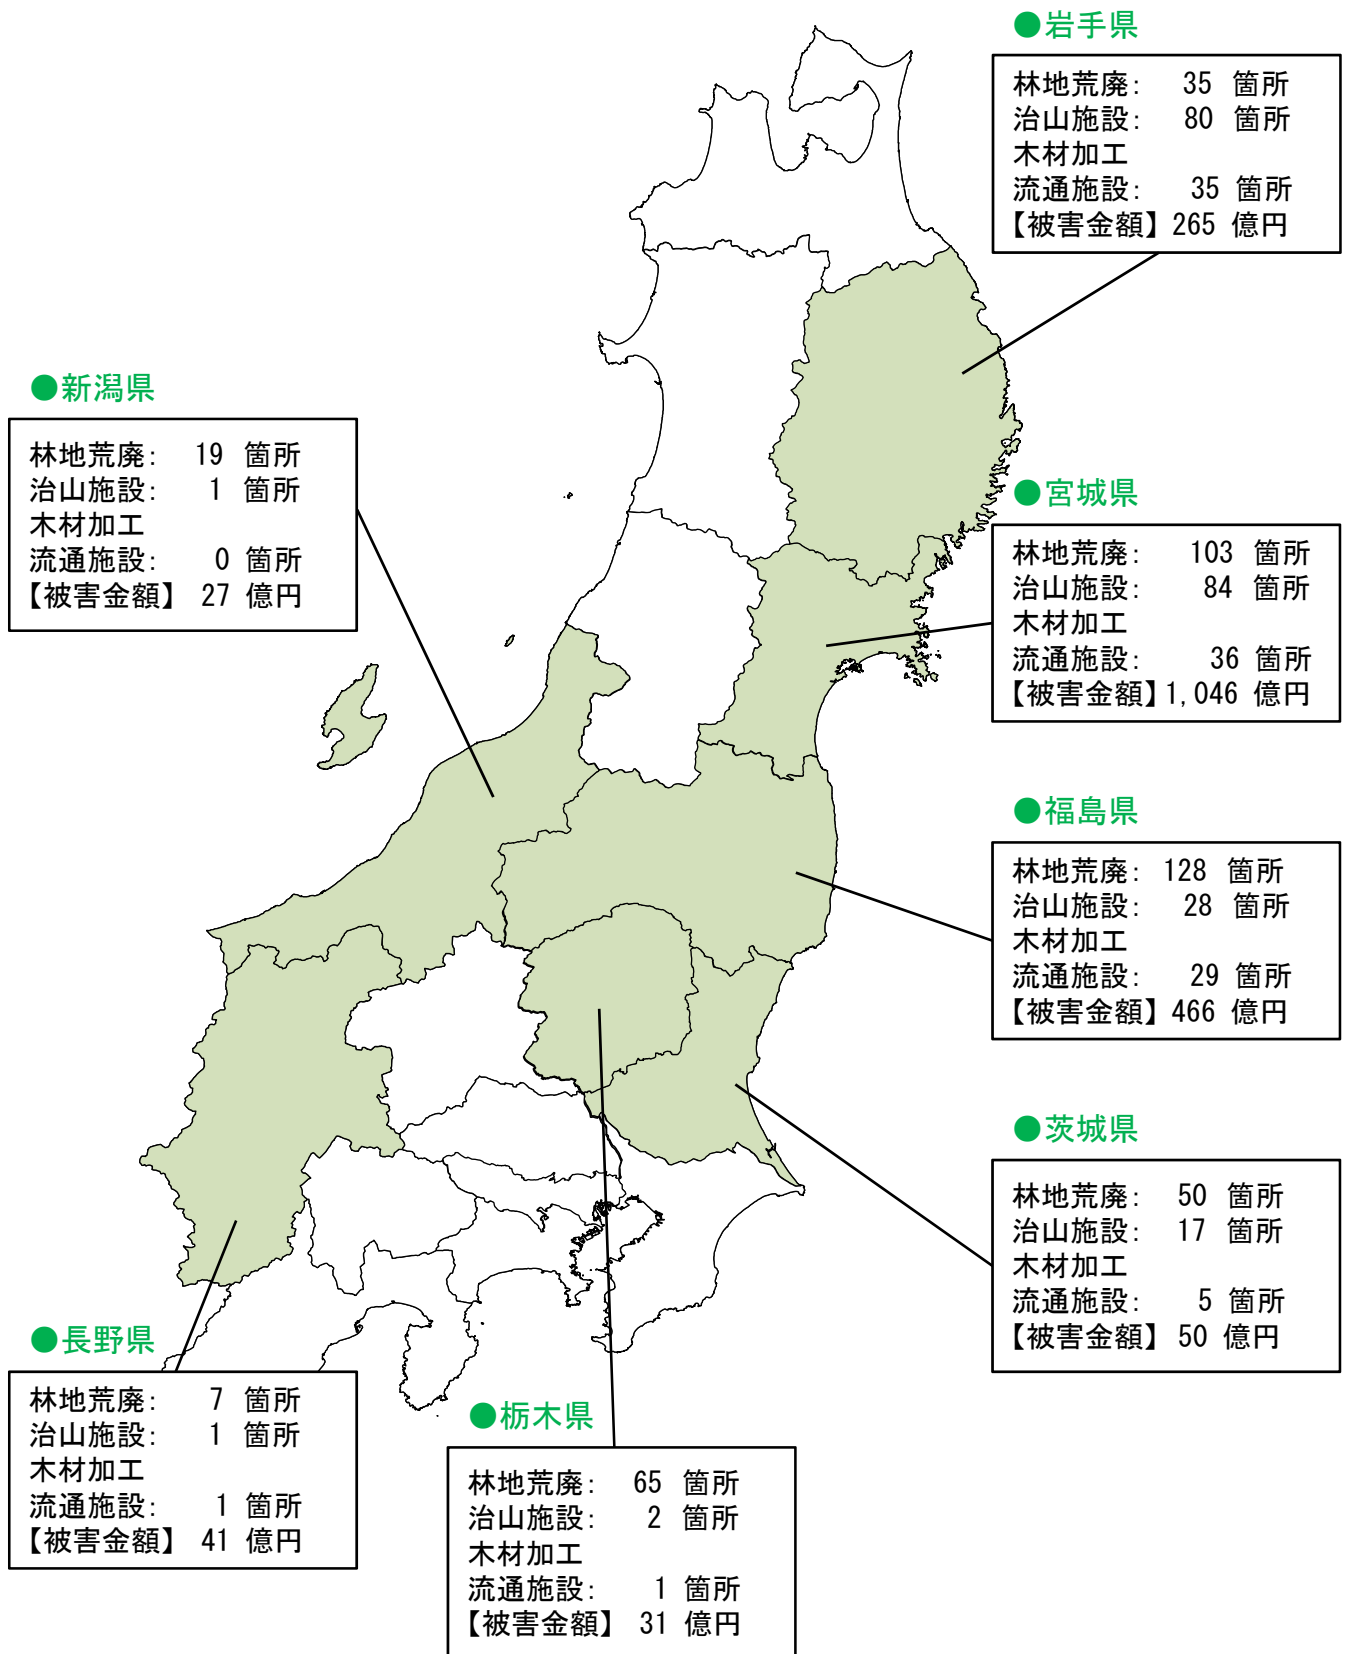 ●岩手県
林地荒廃: 35 箇所
治山施設: 80 箇所
木材加工
流通施設: 35 箇所
【被害金額】 265 億円
●新潟県
林地荒廃: 19 箇所
治山施設: 1 箇所
木材加工
流通施設: 0 箇所
【被害金額】 27 億円
●宮城県
林地荒廃: 103 箇所
治山施設: 84 箇所
木材加工
流通施設: 36 箇所
【被害金額】 1,046 億円
●福島県
林地荒廃: 128 箇所
治山施設: 28 箇所
木材加工
流通施設: 29 箇所
【被害金額】 466 億円
●茨城県
林地荒廃: 50 箇所
治山施設: 17 箇所
木材加工
流通施設: 5 箇所
【被害金額】 50 億円
●長野県
林地荒廃: 7 箇所
治山施設: 1 箇所
木材加工
流通施設: 1 箇所
【被害金額】 41 億円
●栃木県
林地荒廃: 65 箇所
治山施設: 2 箇所
木材加工
流通施設: 1 箇所
【被害金額】 31 億円